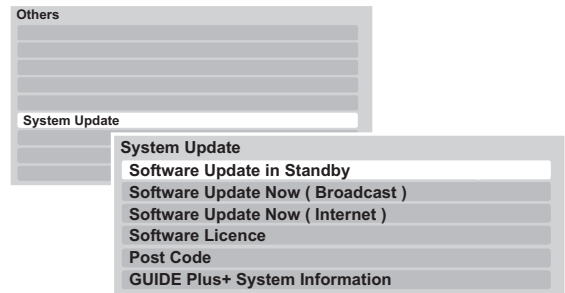 Others
System Update
System Update
Software Update in Standby
Software Update Now ( Broadcast )
Software Update Now ( Internet )
Software Licence
Post Code
GUIDE Plus+ System Information